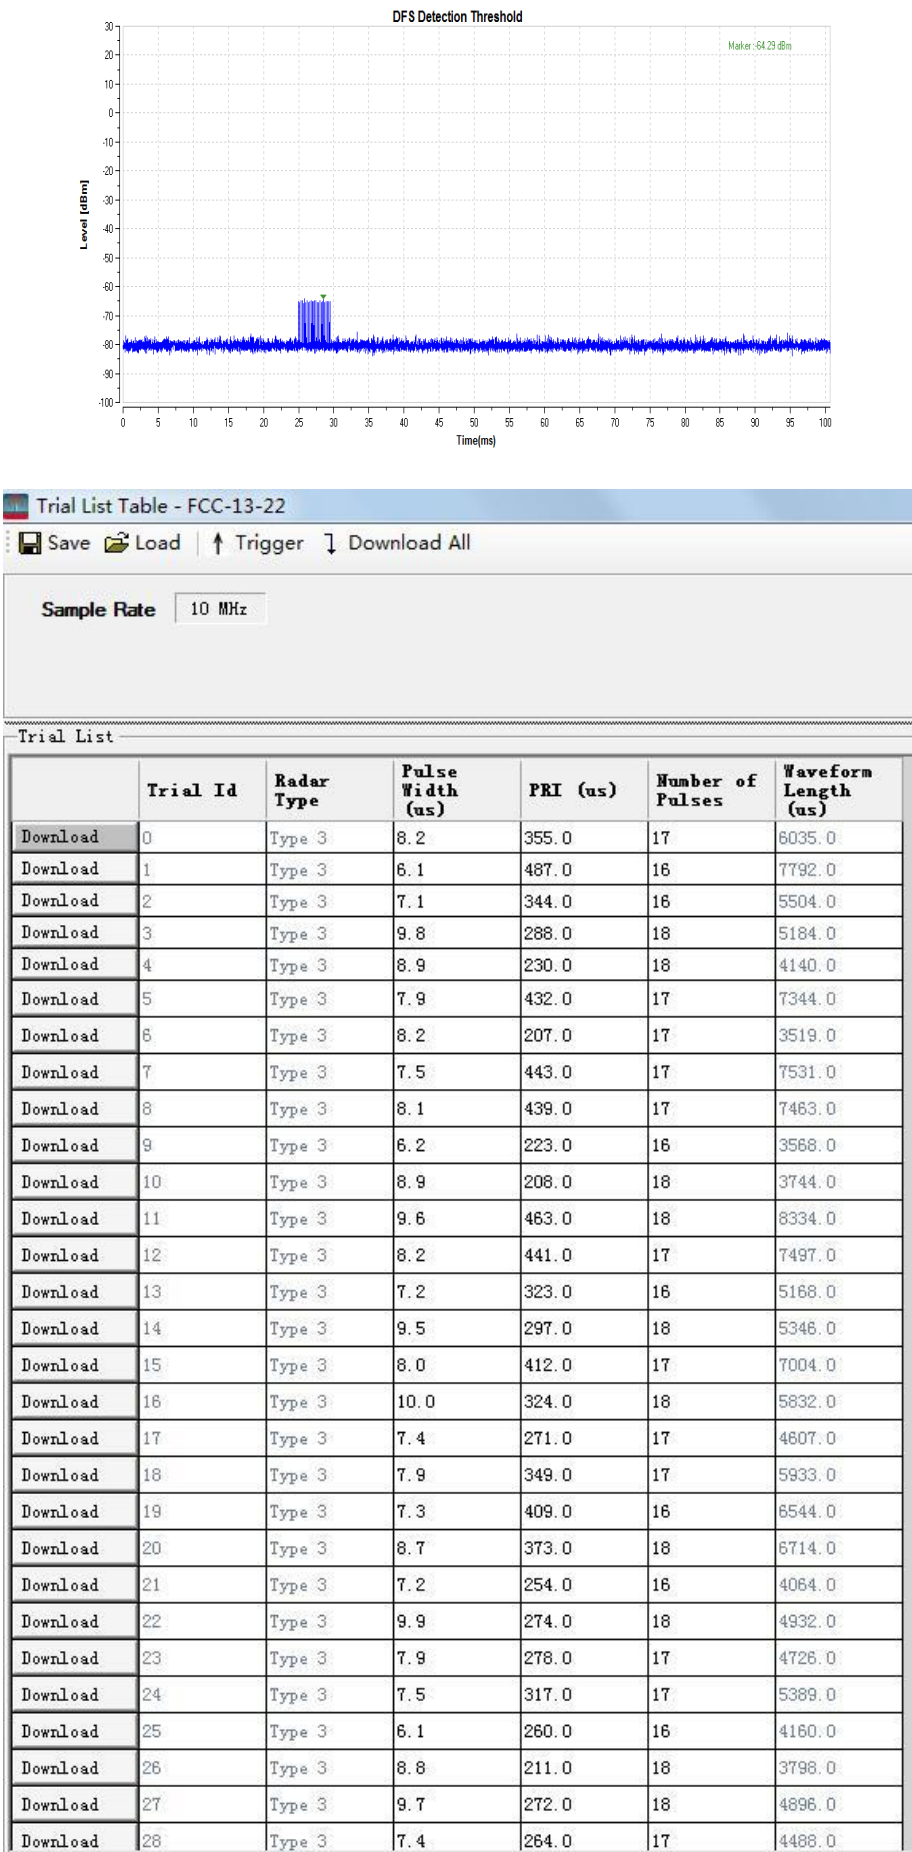 DFS Detection Threshold
Marker: -64.29 dBm
30
20
10
0
-10
-20
-30
-40
-50
-60
-70
-80
-90
-100
Level [dBm]
0 5 10 15 20 25 30 35 40 45 50 55 60 65 70 75 80 85 90 95 100
Time(ms)
Trial List Table - FCC-13-22
Save Load Trigger Download All
Sample Rate 10 MHz
Trial List
Trial Id Radar Type Pulse Width (us) PRI (us) Number of Pulses Waveform Length (us)
Download 0 Type 3 8.2 355.0 17 6035.0
Download 1 Type 3 6.1 487.0 16 7792.0
Download 2 Type 3 7.1 344.0 16 5504.0
Download 3 Type 3 9.8 288.0 18 5184.0
Download 4 Type 3 8.9 230.0 18 4140.0
Download 5 Type 3 7.9 432.0 17 7344.0
Download 6 Type 3 8.2 207.0 17 3519.0
Download 7 Type 3 7.5 443.0 17 7531.0
Download 8 Type 3 8.1 439.0 17 7463.0
Download 9 Type 3 6.2 223.0 16 3568.0
Download 10 Type 3 8.9 208.0 18 3744.0
Download 11 Type 3 9.6 463.0 18 8334.0
Download 12 Type 3 8.2 441.0 17 7497.0
Download 13 Type 3 7.2 323.0 16 5168.0
Download 14 Type 3 9.5 297.0 18 5346.0
Download 15 Type 3 8.0 412.0 17 7004.0
Download 16 Type 3 10.0 324.0 18 5832.0
Download 17 Type 3 7.4 271.0 17 4607.0
Download 18 Type 3 7.9 349.0 17 5933.0
Download 19 Type 3 7.3 409.0 16 6544.0
Download 20 Type 3 8.7 373.0 18 6714.0
Download 21 Type 3 7.2 254.0 16 4064.0
Download 22 Type 3 9.9 274.0 18 4932.0
Download 23 Type 3 7.9 278.0 17 4726.0
Download 24 Type 3 7.5 317.0 17 5389.0
Download 25 Type 3 6.1 260.0 16 4160.0
Download 26 Type 3 8.8 211.0 18 3798.0
Download 27 Type 3 9.7 272.0 18 4896.0
Download 28 Type 3 7.4 264.0 17 4488.0